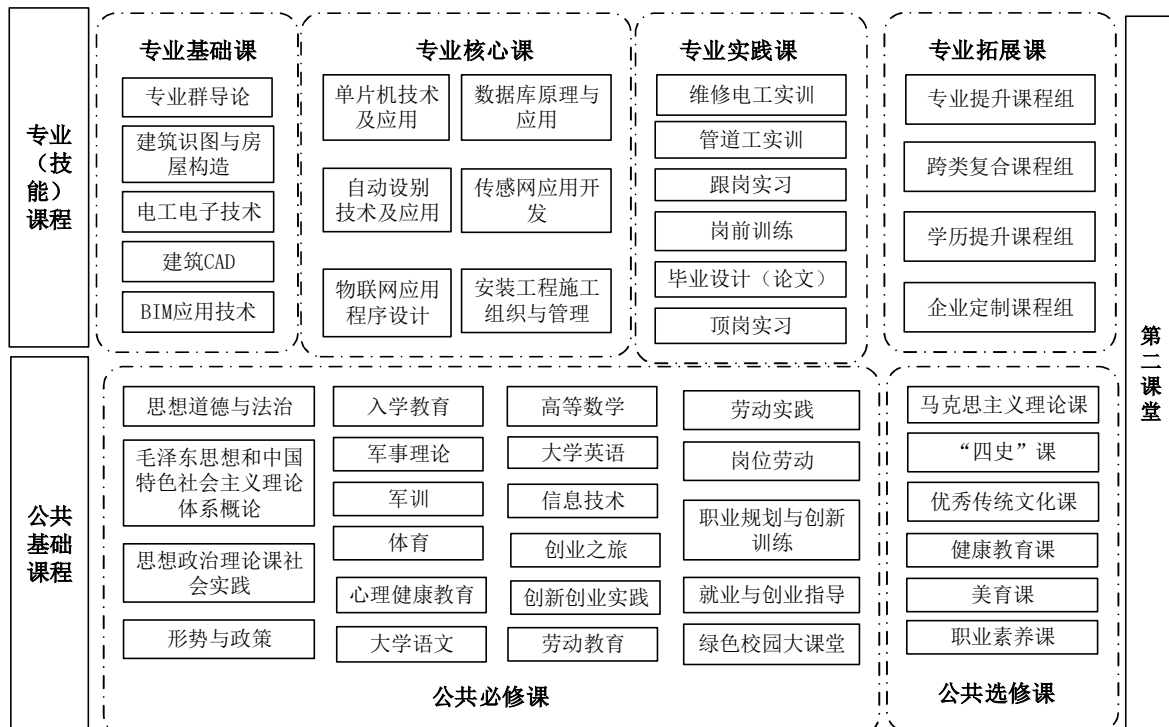 专业
（技
能）
课程
专业基础课
专业群导论
建筑识图与房
屋构造
电工电子技术
建筑CAD
BIM应用技术
专业核心课
单片机技术
及应用
数据库原理与
应用
自动设别
技术及应用
传感网应用开
发
物联网应用
程序设计
安装工程施工
组织与管理
专业实践课
维修电工实训
管道工实训
跟岗实习
岗前训练
毕业设计（论文）
顶岗实习
专业拓展课
专业提升课程组
跨类复合课程组
学历提升课程组
企业定制课程组
公共
基础
课程
思想道德与法治
毛泽东思想和中国
特色社会主义理论
体系概论
思想政治理论课社
会实践
形势与政策
入学教育
军事理论
军训
体育
心理健康教育
大学语文
高等数学
大学英语
信息技术
创业之旅
创新创业实践
劳动教育
劳动实践
岗位劳动
职业规划与创新
训练
就业与创业指导
绿色校园大课堂
公共必修课
马克思主义理论课
“四史”课
优秀传统文化课
健康教育课
美育课
职业素养课
公共选修课
第
二
课
堂